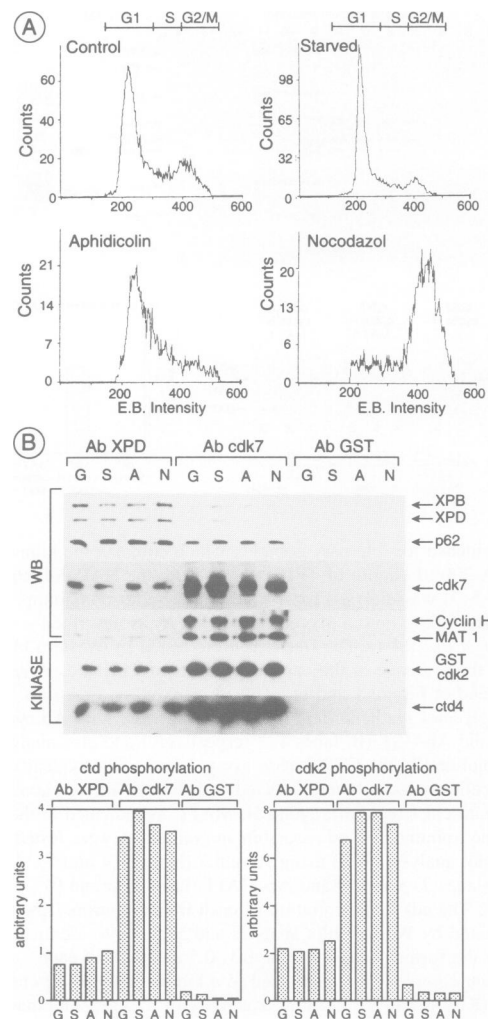 A
G1 S G2/M
G1 S G2/M
Control
Starved
Counts
60
40
20
0
200 400 600
Counts
98
65
32
0
200 400 600
Aphidicolin
Nocodazol
Counts
21
14
7
0
200 400 600
E.B. Intensity
Counts
20
13
6
0
200 400 600
E.B. Intensity
B
Ab XPD Ab cdk7 Ab GST
G S A N G S A N G S A N
WB
XPB
XPD
p62
cdk7
Cyclin H
MAT 1
KINASE
GST
cdk2
ctd4
ctd phosphorylation
Ab XPD Ab cdk7 Ab GST
arbitrary units
4
3
2
1
0
G S A N G S A N G S A N
cdk2 phosphorylation
Ab XPD Ab cdk7 Ab GST
arbitrary units
8
6
4
2
0
G S A N G S A N G S A N